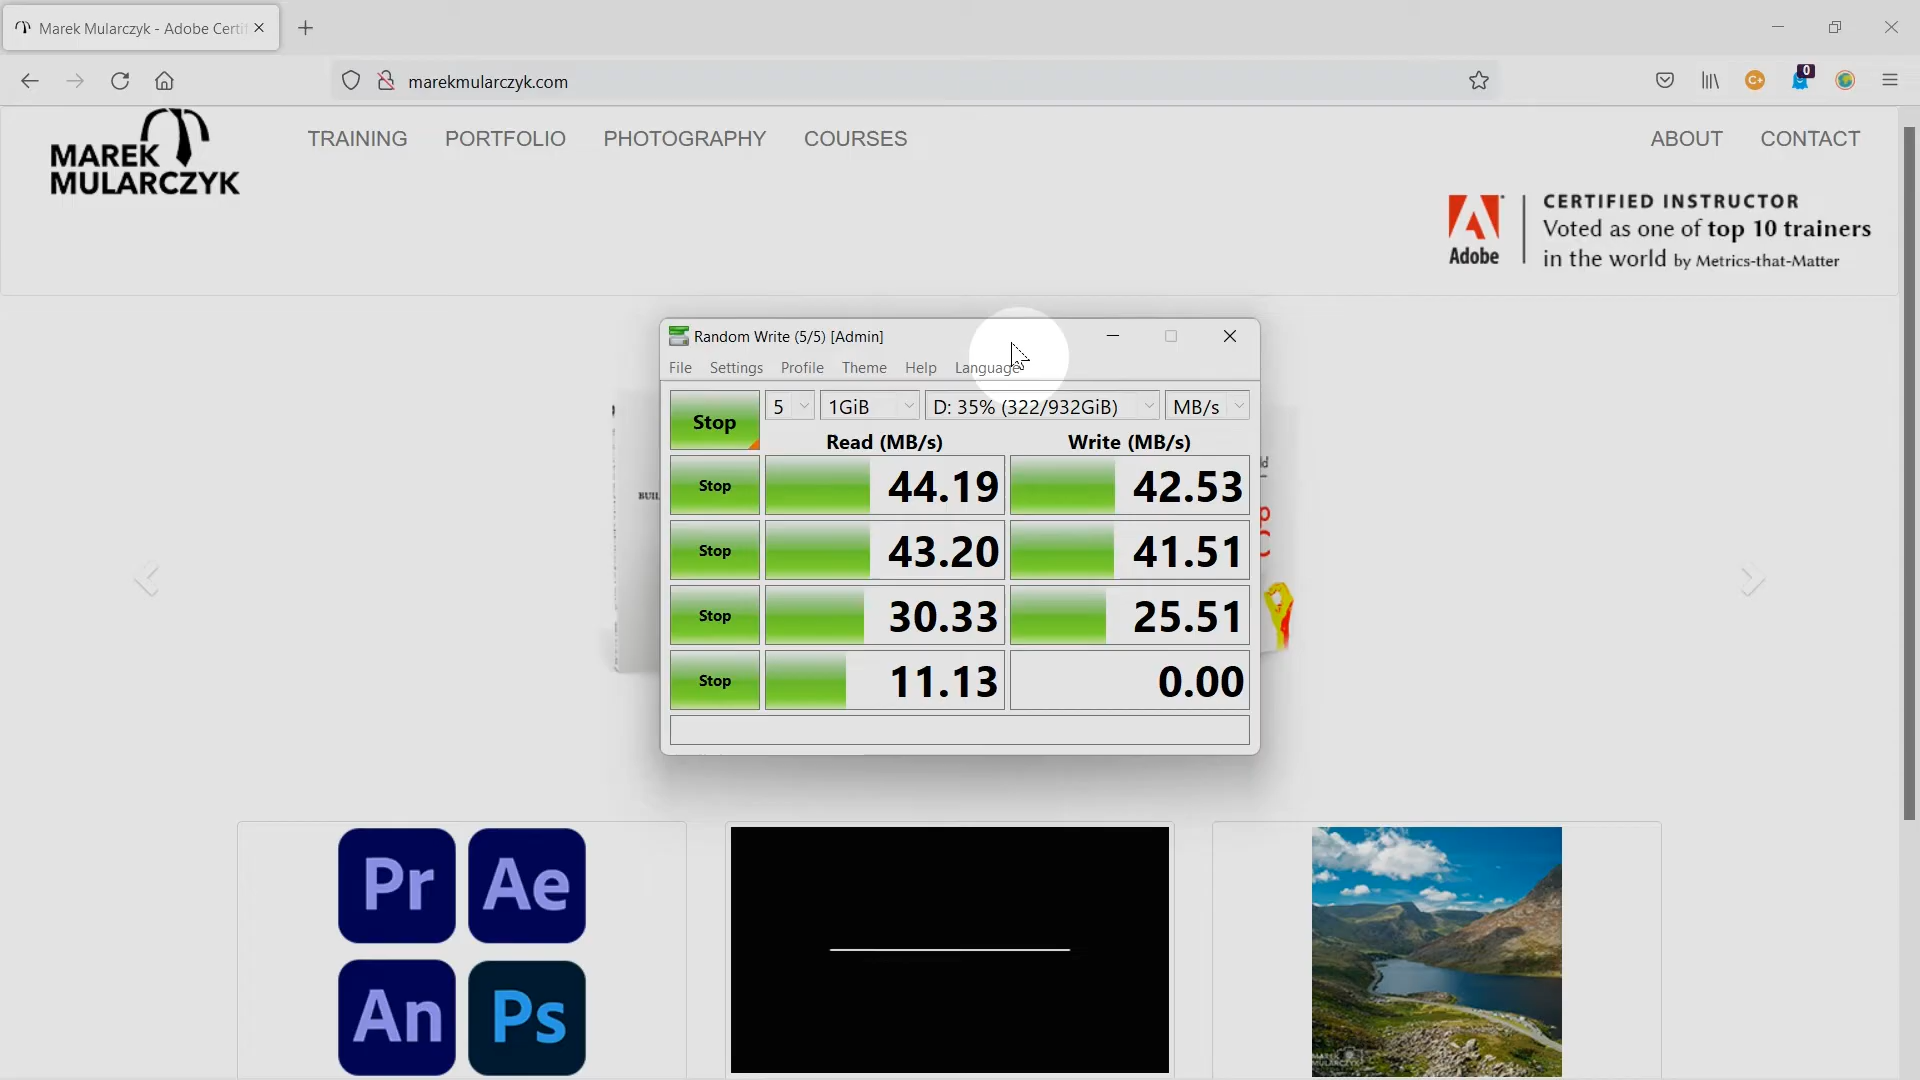 Marek Mularczyk - Adobe Certi
marekmularczyk.com
C+
0
MAREK
MULARCZYK
TRAINING
PORTFOLIO
PHOTOGRAPHY
COURSES
ABOUT
CONTACT
Adobe
CERTIFIED INSTRUCTOR
Voted as one of top 10 trainers
in the world by Metrics-that-Matter
Random Write (5/5) [Admin]
File Settings Profile Theme Help Language
Stop
5
1GiB
D: 35% (322/932GiB)
MB/s
Read (MB/s)
Write (MB/s)
Stop 44.19 42.53
Stop 43.20 41.51
Stop 30.33 25.51
Stop 11.13 0.00
BUIL
Pr Ae
An Ps
MAREK
MULARCZYK